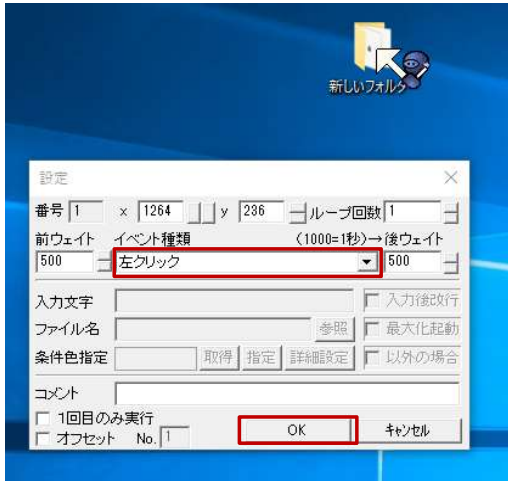 新しいフォルダ
設定
番号 1 x 1264 y 236 ループ回数 1
前ウェイト イベント種類 (1000=1秒)→後ウェイト
500 左クリック 500
入力文字 入力後改行
ファイル名 参照 最大化起動
条件色指定 取得 指定 詳細設定 以外の場合
コメント
1回目のみ実行
オフセット No. 1 OK キャンセル